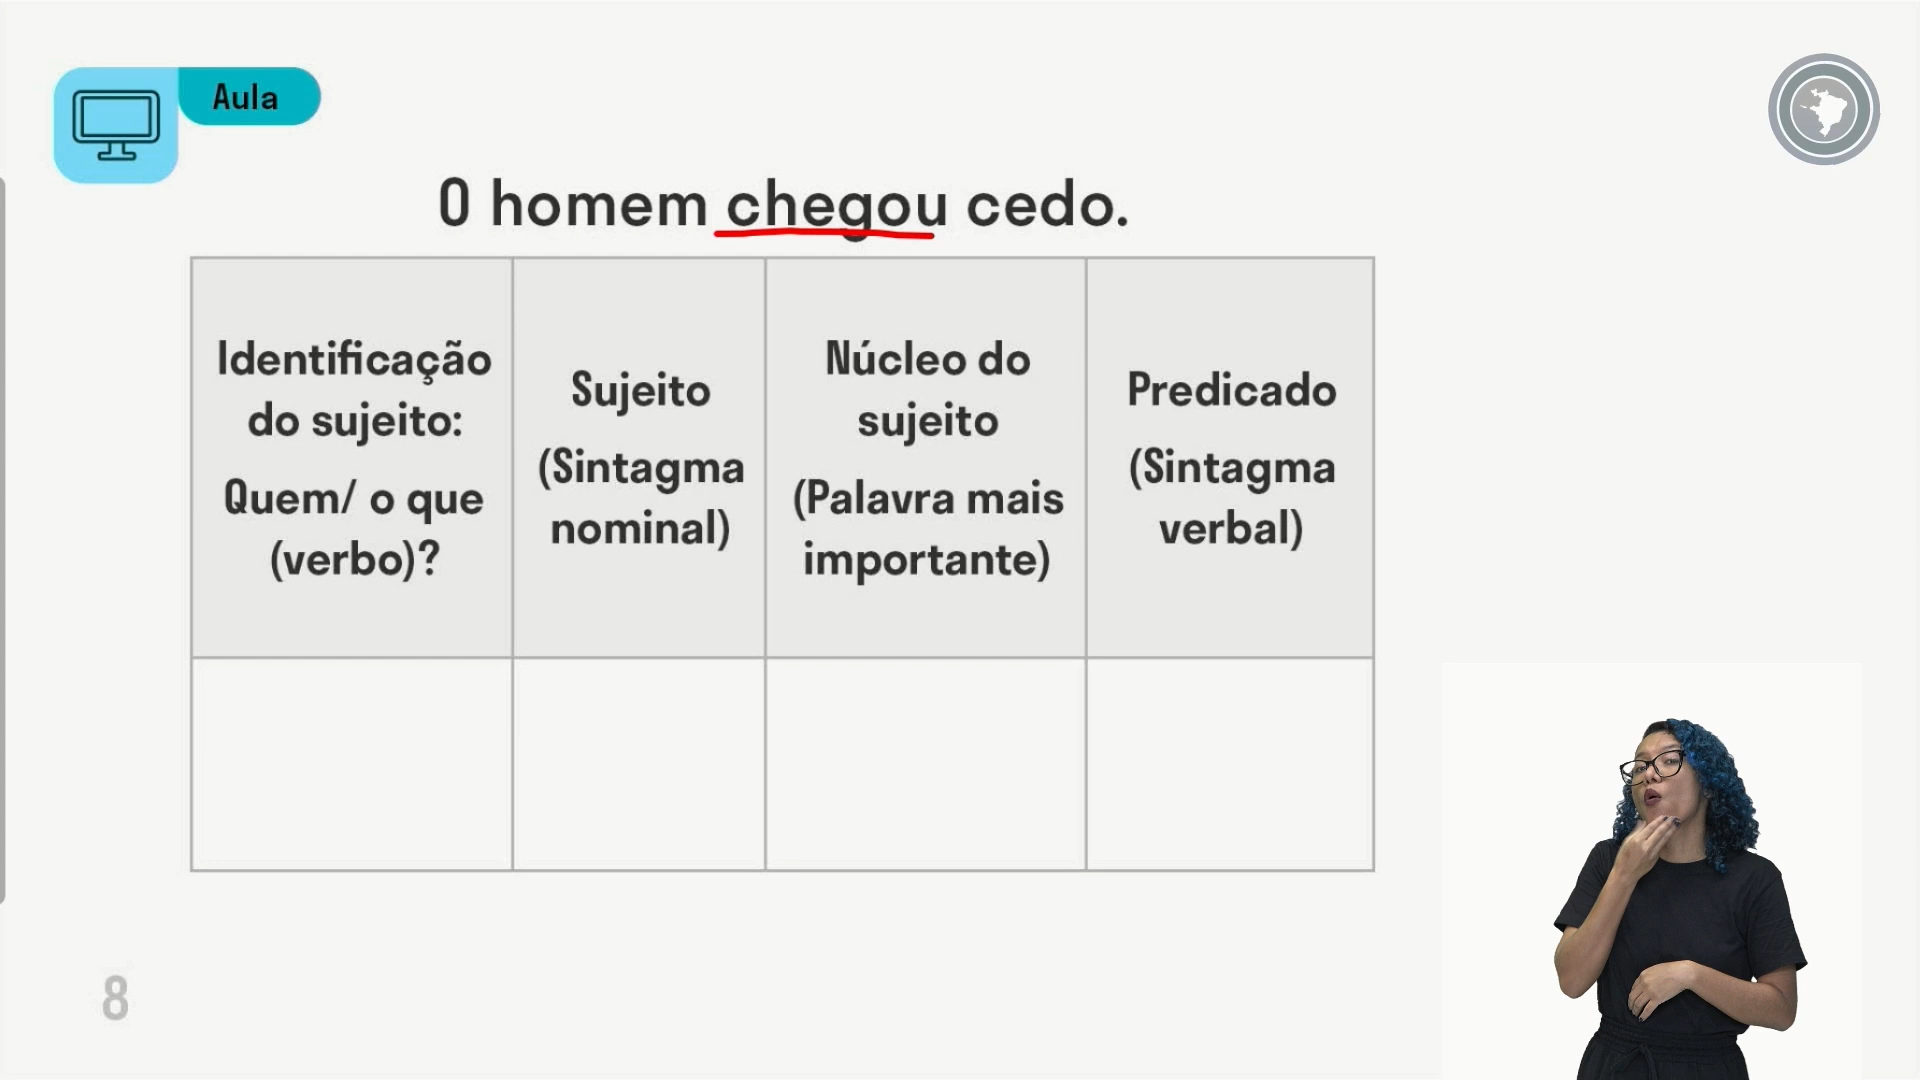 Aula
O homem chegou cedo.
Identificação
do sujeito:
Quem/ o que
(verbo)?
Sujeito
(Sintagma
nominal)
Núcleo do
sujeito
(Palavra mais
importante)
Predicado
(Sintagma
verbal)
8